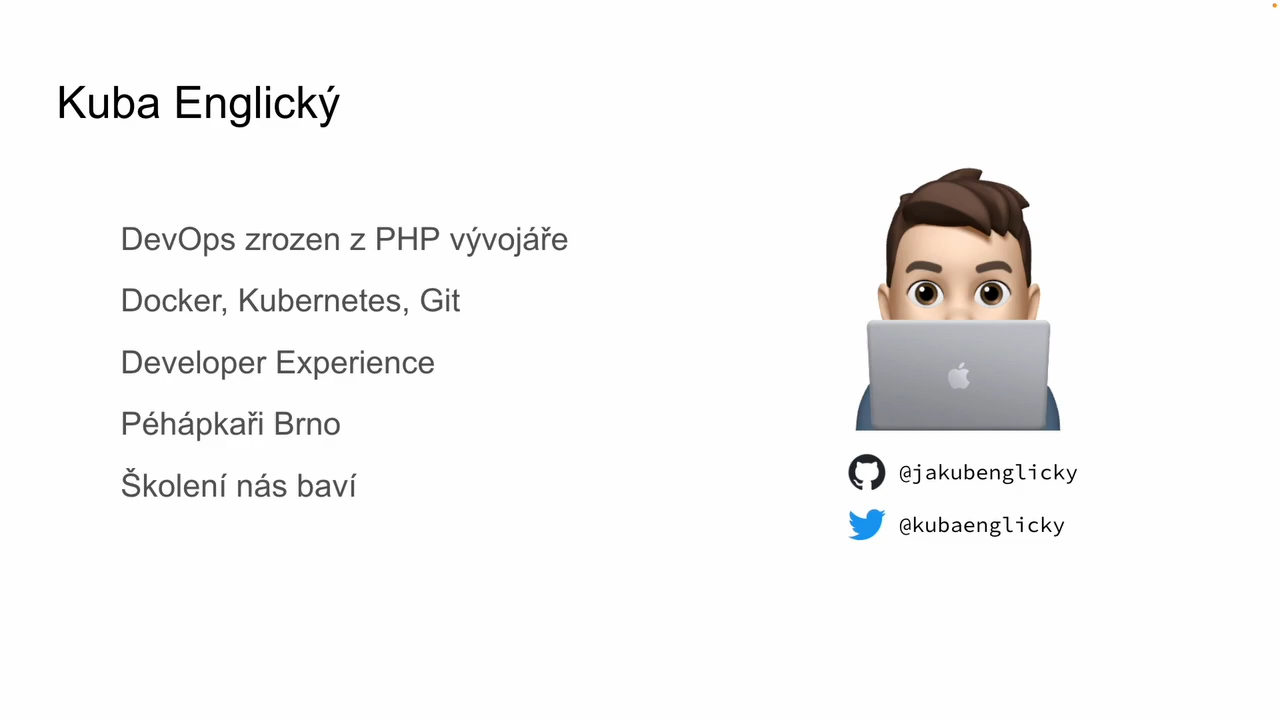 Kuba Englický
DevOps zrozen z PHP vývojáře
Docker, Kubernetes, Git
Developer Experience
Péhápkaři Brno
Školení nás baví
@jakubenglicky
@kubaenglicky